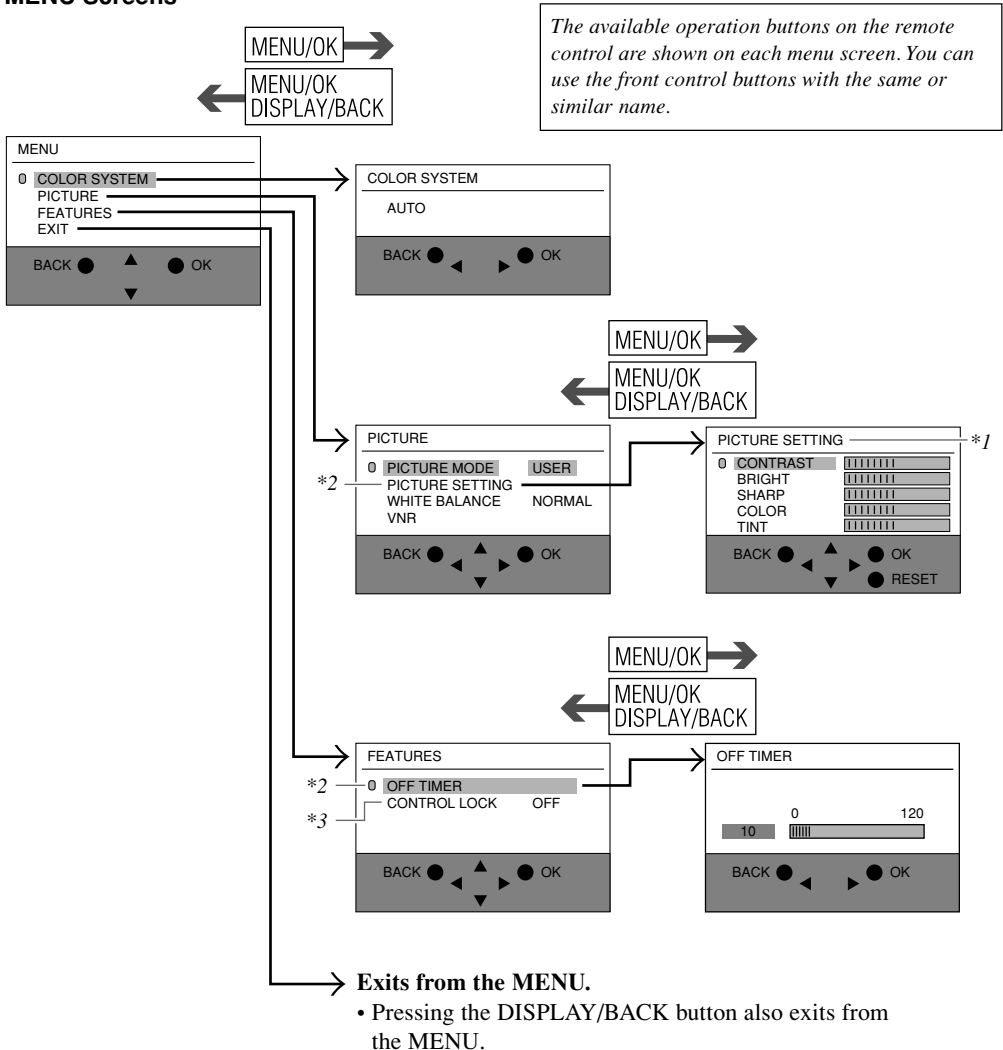 MENU Screens
The available operation buttons on the remote
control are shown on each menu screen. You can
use the front control buttons with the same or
similar name.
MENU/OK
MENU/OK
DISPLAY/BACK
MENU
COLOR SYSTEM
PICTURE
FEATURES
EXIT
BACK OK
COLOR SYSTEM
AUTO
BACK OK
MENU/OK
MENU/OK
DISPLAY/BACK
PICTURE
PICTURE MODE USER
*2 PICTURE SETTING
WHITE BALANCE NORMAL
VNR
BACK OK
PICTURE SETTING *1
CONTRAST
BRIGHT
SHARP
COLOR
TINT
BACK OK
RESET
MENU/OK
MENU/OK
DISPLAY/BACK
FEATURES
*2 OFF TIMER
*3 CONTROL LOCK OFF
BACK OK
OFF TIMER
0 120
10
BACK OK
Exits from the MENU.
• Pressing the DISPLAY/BACK button also exits from
the MENU.